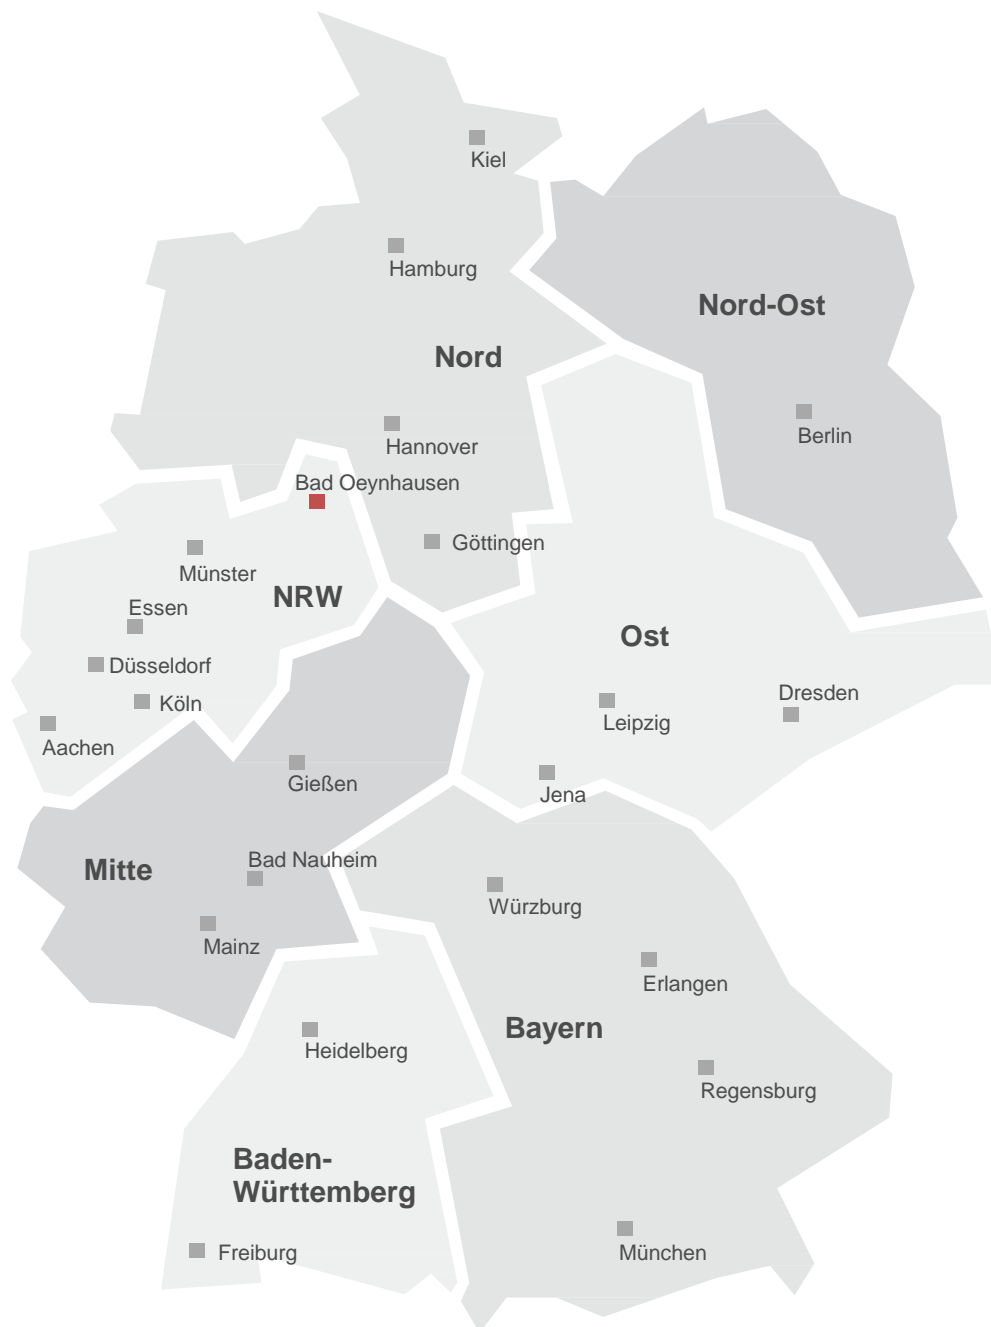 Kiel
Hamburg
Nord-Ost
Nord
Berlin
Hannover
Bad Oeynhausen
Göttingen
Münster
NRW
Essen
Ost
Düsseldorf
Dresden
Köln
Leipzig
Aachen
Gießen
Jena
Bad Nauheim
Mitte
Würzburg
Mainz
Erlangen
Bayern
Heidelberg
Regensburg
Baden-
Württemberg
Freiburg
München